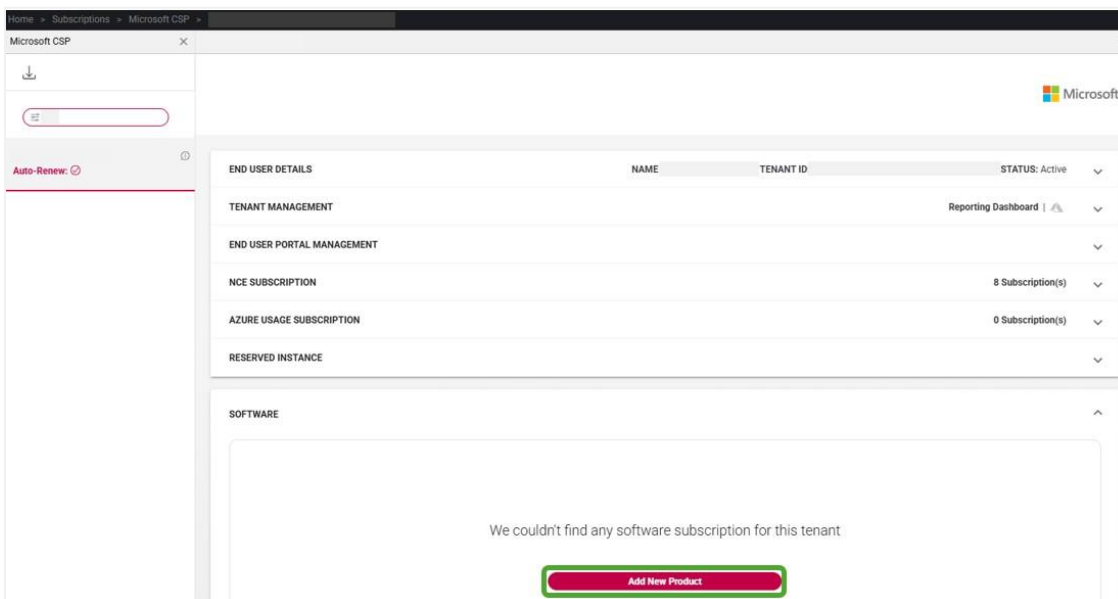 Home > Subscriptions > Microsoft CSP >
Microsoft CSP
Microsoft
Auto-Renew:
END USER DETAILS NAME TENANT ID STATUS: Active
TENANT MANAGEMENT Reporting Dashboard |
END USER PORTAL MANAGEMENT
NCE SUBSCRIPTION 8 Subscription(s)
AZURE USAGE SUBSCRIPTION 0 Subscription(s)
RESERVED INSTANCE
SOFTWARE
We couldn't find any software subscription for this tenant
Add New Product